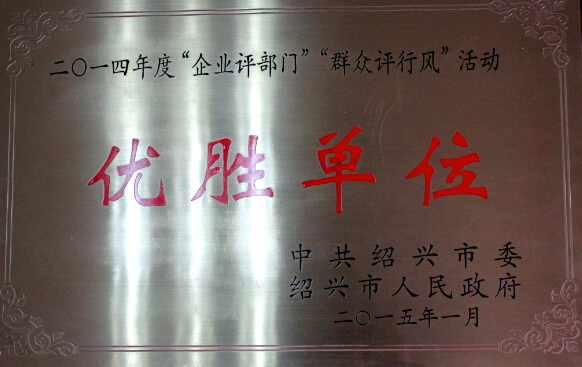 二〇一四年度“企业评部门”“群众评行风”活动
优胜单位
中共绍兴市委
绍兴市人民政府
二〇一五年一月